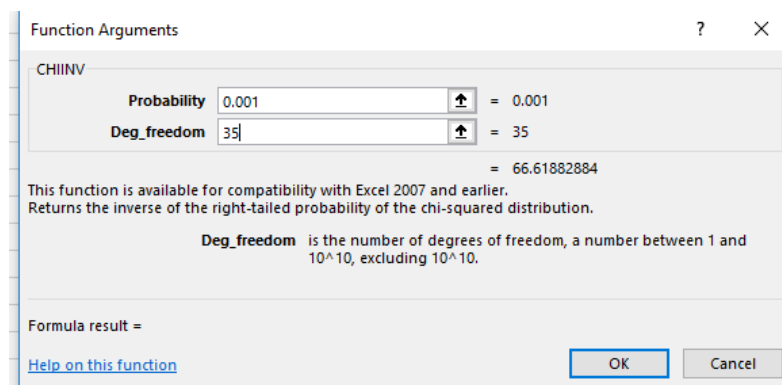 Function Arguments ? ×
CHIINV
Probability 0.001 = 0.001
Deg_freedom 35 = 35
= 66.61882884
This function is available for compatibility with Excel 2007 and earlier.
Returns the inverse of the right-tailed probability of the chi-squared distribution.
Deg_freedom is the number of degrees of freedom, a number between 1 and
10^10, excluding 10^10.
Formula result =
Help on this function OK Cancel